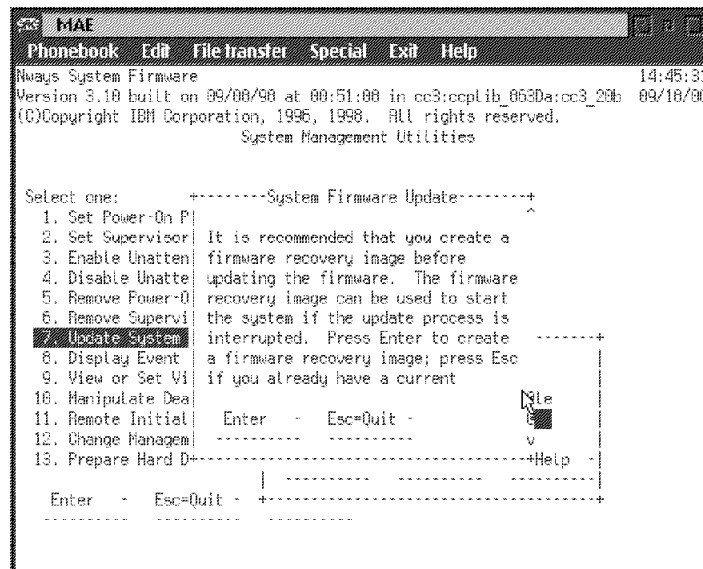 MAE
Phonebook Edit File Transfer Special Exit Help
Nways System Firmware 14:45:33
Version 3.10 built on 09/08/98 at 00:51:08 in cc3:ccplib_063Da:cc3_20b 09/18/00
(C)Copyright IBM Corporation, 1996, 1998. All rights reserved.
System Management Utilities
Select one: +--------System Firmware Update--------+
1. Set Power-On P| ^
2. Set Supervisor| It is recommended that you create a
3. Enable Unatten| firmware recovery image before
4. Disable Unatte| updating the firmware. The firmware
5. Remove Power-O| recovery image can be used to start
6. Remove Supervi| the system if the update process is
7. Update System | interrupted. Press Enter to create -------+
8. Display Event | a firmware recovery image; press Esc |
9. View or Set Vi| if you already have a current |
10. Manipulate Dea| le |
11. Remote Initial| Enter - Esc=Quit - |
12. Change Managem| ---------- ---------- v |
13. Prepare Hard D+--------------------------------------+Help -|
| ---------- ---------- ----------|
Enter - Esc=Quit - +---------------------------------------+
---------- ---------- ----------